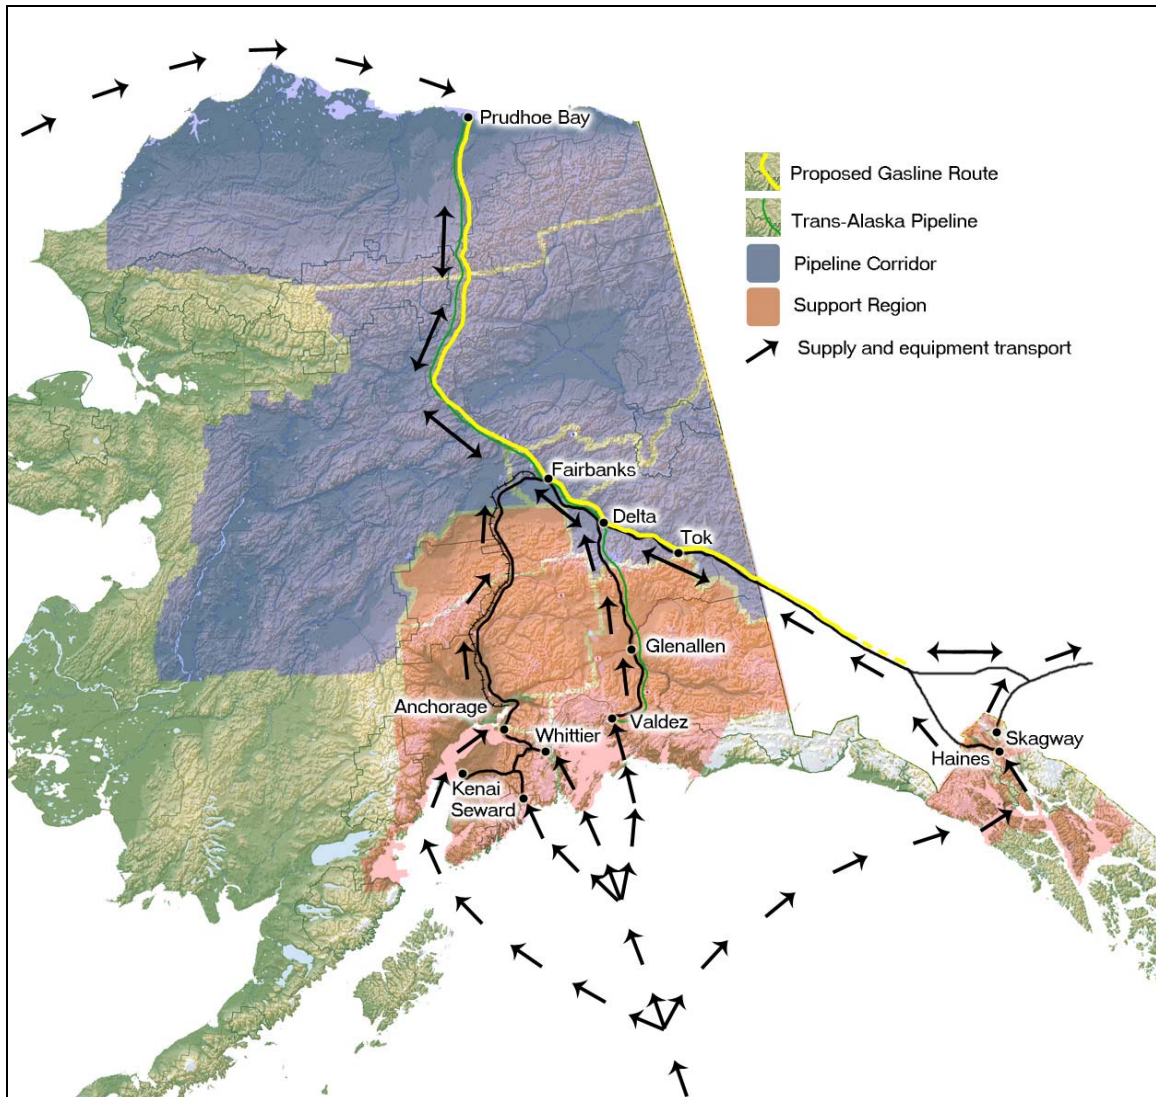 Prudhoe Bay
Proposed Gasline Route
Trans-Alaska Pipeline
Pipeline Corridor
Support Region
Supply and equipment transport
Fairbanks
Delta
Tok
Glenallen
Anchorage
Valdez
Whittier
Skagway
Haines
Kenai
Seward